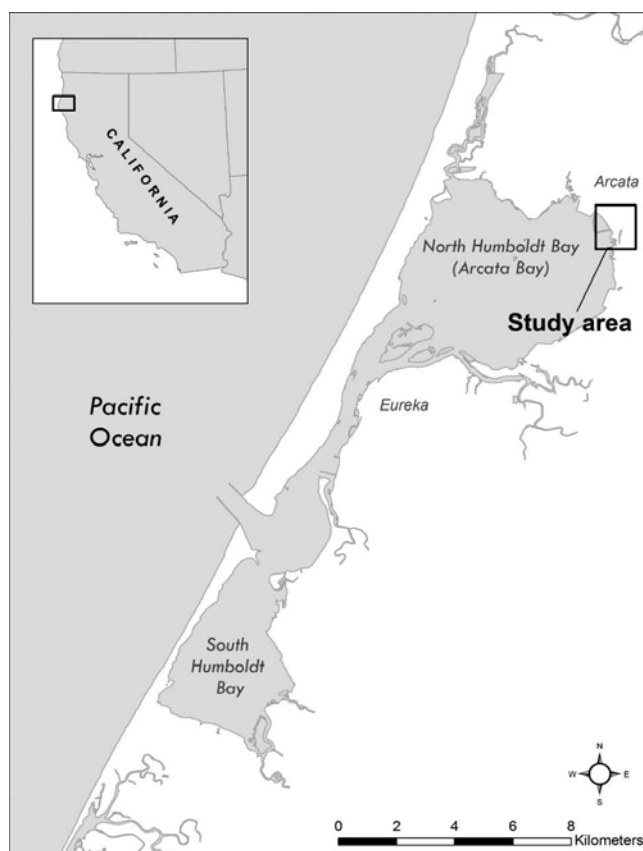 CALIFORNIA
Arcata
North Humboldt Bay
(Arcata Bay)
Study area
Pacific
Ocean
Eureka
South
Humboldt
Bay
N
W E
S
0 2 4 6 8
Kilometers